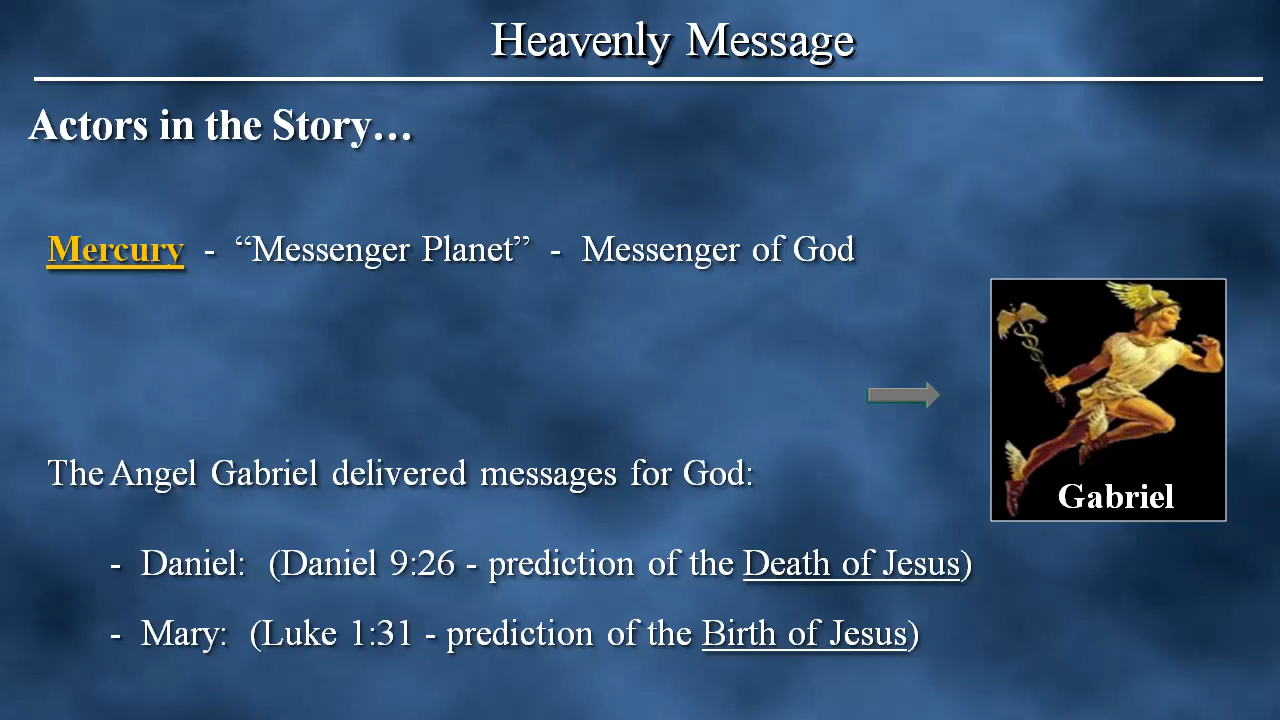 Heavenly Message
Actors in the Story…
Mercury - “Messenger Planet” - Messenger of God
The Angel Gabriel delivered messages for God:
Gabriel
- Daniel: (Daniel 9:26 - prediction of the Death of Jesus)
- Mary: (Luke 1:31 - prediction of the Birth of Jesus)